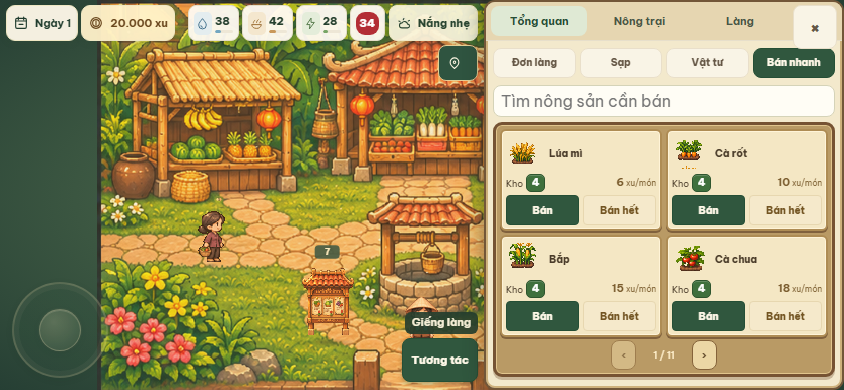 Ngày 1
20.000 xu
38
42
28
34
Nắng nhẹ
Tổng quan
Nông trại
Làng
×
Đơn làng
Sạp
Vật tư
Bán nhanh
Tìm nông sản cần bán
Lúa mì
Kho 4
6 xu/món
Bán
Bán hết
Cà rốt
Kho 4
10 xu/món
Bán
Bán hết
Bắp
Kho 4
15 xu/món
Bán
Bán hết
Cà chua
Kho 4
18 xu/món
Bán
Bán hết
‹
1 / 11
›
7
Giếng làng
Tương tác